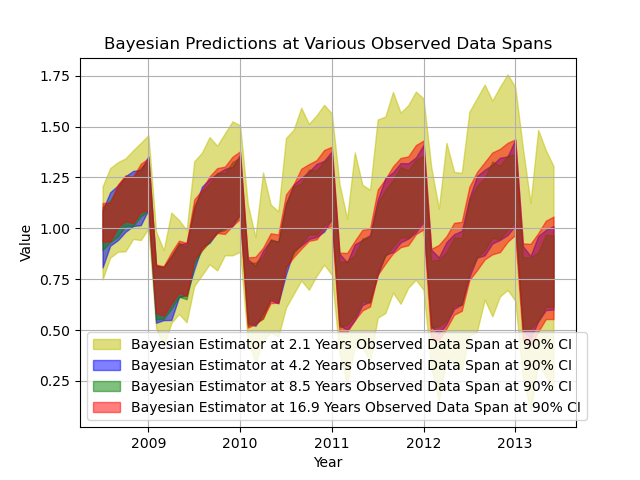 Bayesian Predictions at Various Observed Data Spans
1.75
1.50
1.25
1.00
0.75
0.50
0.25
Value
Bayesian Estimator at 2.1 Years Observed Data Span at 90% CI
Bayesian Estimator at 4.2 Years Observed Data Span at 90% CI
Bayesian Estimator at 8.5 Years Observed Data Span at 90% CI
Bayesian Estimator at 16.9 Years Observed Data Span at 90% CI
2009 2010 2011 2012 2013
Year